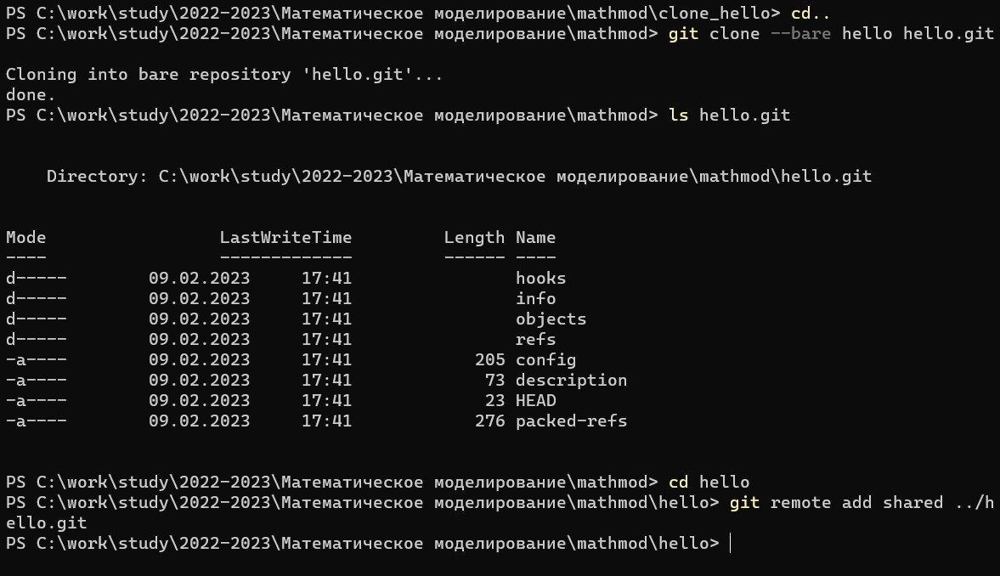 PS C:\work\study\2022-2023\Математическое моделирование\mathmod\clone_hello> cd..
PS C:\work\study\2022-2023\Математическое моделирование\mathmod> git clone --bare hello hello.git
Cloning into bare repository 'hello.git'...
done.
PS C:\work\study\2022-2023\Математическое моделирование\mathmod> ls hello.git
    Directory: C:\work\study\2022-2023\Математическое моделирование\mathmod\hello.git
Mode                 LastWriteTime         Length Name
----                 -------------         ------ ----
d-----        09.02.2023     17:41                hooks
d-----        09.02.2023     17:41                info
d-----        09.02.2023     17:41                objects
d-----        09.02.2023     17:41                refs
-a----        09.02.2023     17:41            205 config
-a----        09.02.2023     17:41             73 description
-a----        09.02.2023     17:41             23 HEAD
-a----        09.02.2023     17:41            276 packed-refs
PS C:\work\study\2022-2023\Математическое моделирование\mathmod> cd hello
PS C:\work\study\2022-2023\Математическое моделирование\mathmod\hello> git remote add shared ../h
ello.git
PS C:\work\study\2022-2023\Математическое моделирование\mathmod\hello>